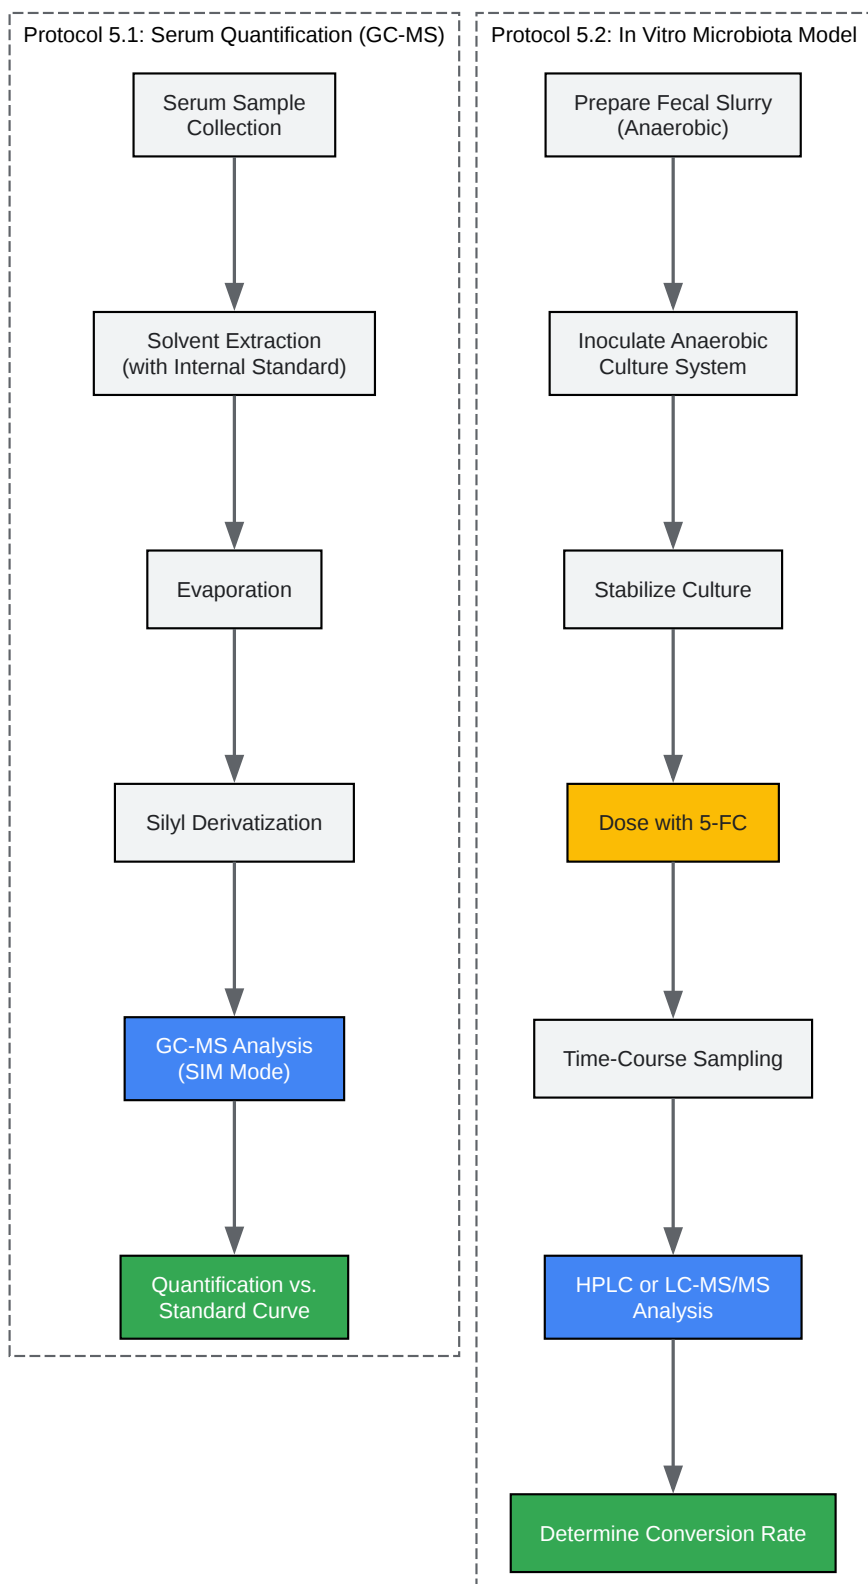 Protocol 5.1: Serum Quantification (GC-MS)
Serum Sample
Collection
Solvent Extraction
(with Internal Standard)
Evaporation
Silyl Derivatization
GC-MS Analysis
(SIM Mode)
Quantification vs.
Standard Curve
Protocol 5.2: In Vitro Microbiota Model
Prepare Fecal Slurry
(Anaerobic)
Inoculate Anaerobic
Culture System
Stabilize Culture
Dose with 5-FC
Time-Course Sampling
HPLC or LC-MS/MS
Analysis
Determine Conversion Rate